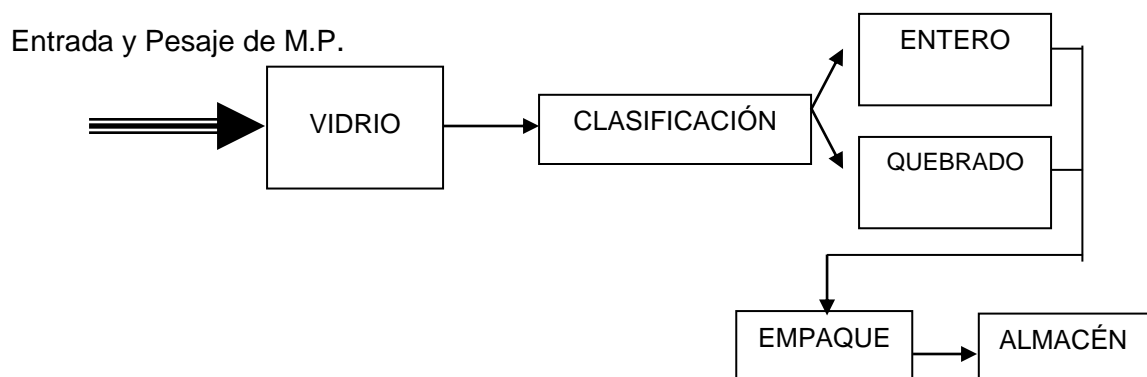 Entrada y Pesaje de M.P.
VIDRIO
CLASIFICACIÓN
ENTERO
QUEBRADO
EMPAQUE
ALMACÉN